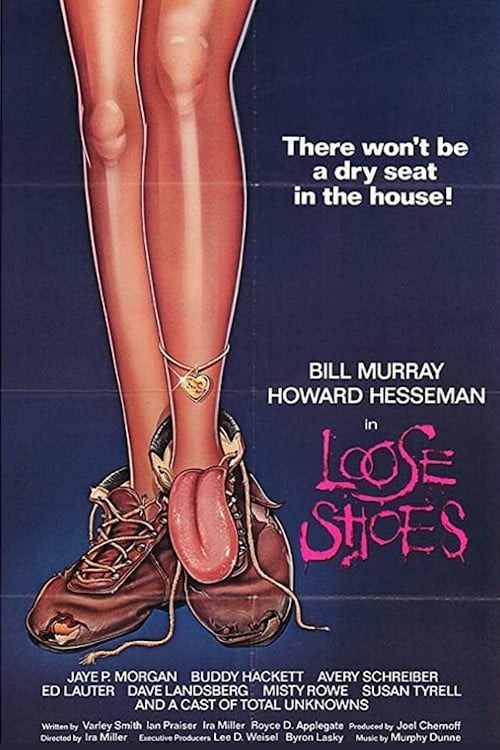 There won't be
a dry seat
in the house!
BILL MURRAY
HOWARD HESSEMAN
in
LOOSE
SHOES
JAYE P. MORGAN BUDDY HACKETT AVERY SCHREIBER
ED LAUTER DAVE LANDSBERG MISTY ROWE SUSAN TYRELL
AND A CAST OF TOTAL UNKNOWNS
Written by Varley Smith Ian Praiser Ira Miller Royce D. Applegate Produced by Joel Chernoff
Directed by Ira Miller Executive Producers Lee D. Weisel Byron Lasky Music by Murphy Dunne